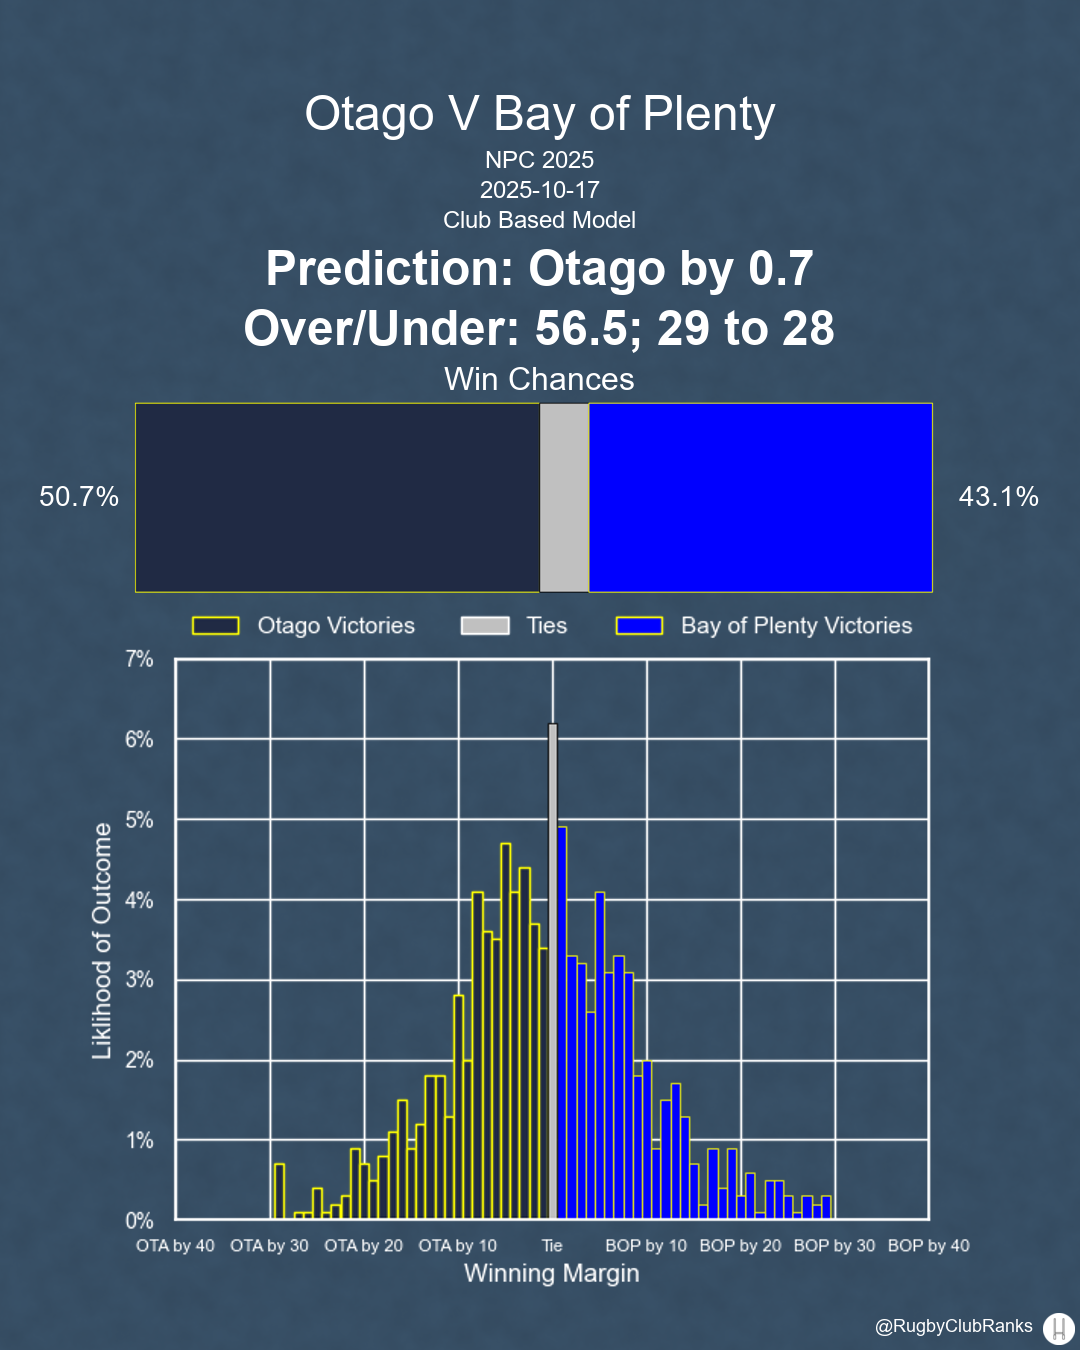 Otago V Bay of Plenty
NPC 2025
2025-10-17
Club Based Model
Prediction: Otago by 0.7
Over/Under: 56.5; 29 to 28
Win Chances
50.7%
43.1%
Otago Victories
Ties
Bay of Plenty Victories
7%
6%
5%
4%
3%
2%
1%
0%
Liklihood of Outcome
OTA by 40
OTA by 30
OTA by 20
OTA by 10
Tie
BOP by 10
BOP by 20
BOP by 30
BOP by 40
Winning Margin
@RugbyClubRanks